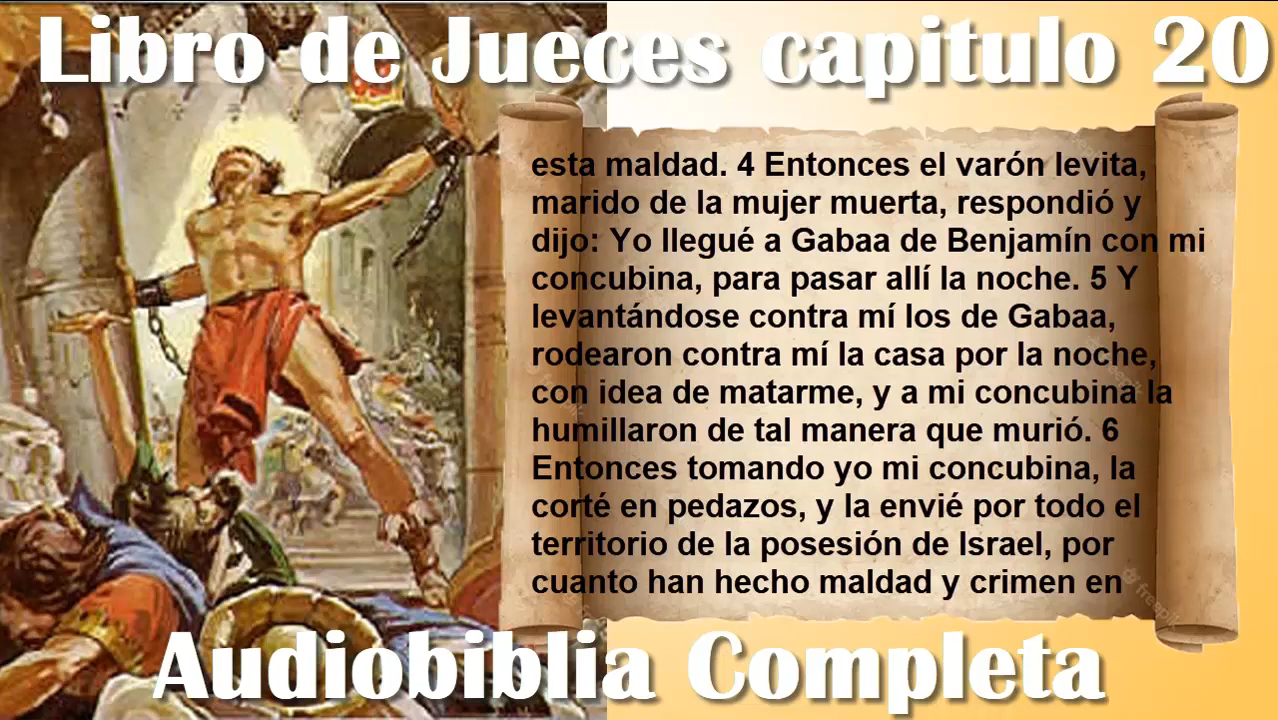 Libro de Jueces capitulo 20
esta maldad. 4 Entonces el varón levita,
marido de la mujer muerta, respondió y
dijo: Yo llegué a Gabaa de Benjamín con mi
concubina, para pasar allí la noche. 5 Y
levantándose contra mí los de Gabaa,
rodearon contra mí la casa por la noche,
con idea de matarme, y a mi concubina la
humillaron de tal manera que murió. 6
Entonces tomando yo mi concubina, la
corté en pedazos, y la envié por todo el
territorio de la posesión de Israel, por
cuanto han hecho maldad y crimen en
freepik
Audiobiblia Completa